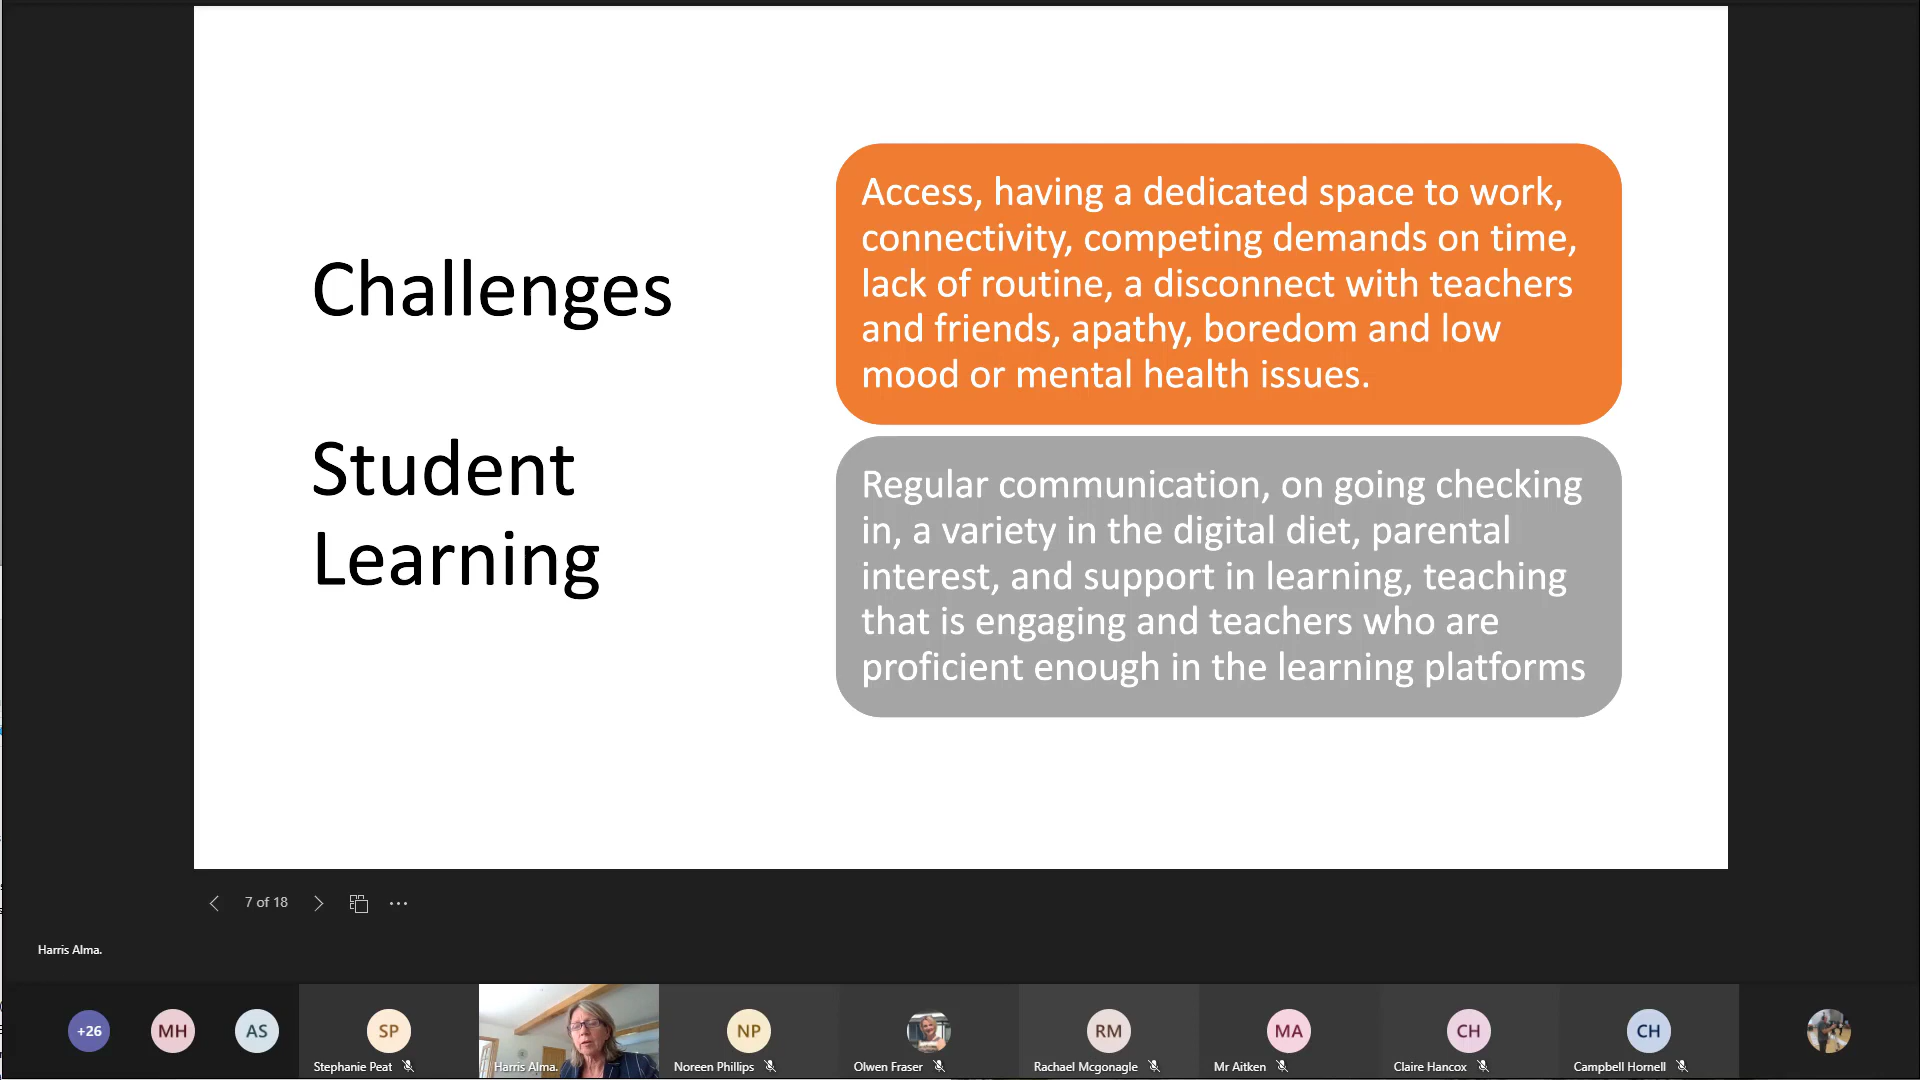 Challenges
Student
Learning
Access, having a dedicated space to work,
connectivity, competing demands on time,
lack of routine, a disconnect with teachers
and friends, apathy, boredom and low
mood or mental health issues.
Regular communication, on going checking
in, a variety in the digital diet, parental
interest, and support in learning, teaching
that is engaging and teachers who are
proficient enough in the learning platforms
7 of 18
Harris Alma.
+26
MH
AS
SP
Stephanie Peat
Harris Alma.
NP
Noreen Phillips
Olwen Fraser
RM
Rachael Mcgonagle
MA
Mr Aitken
CH
Claire Hancox
CH
Campbell Hornell